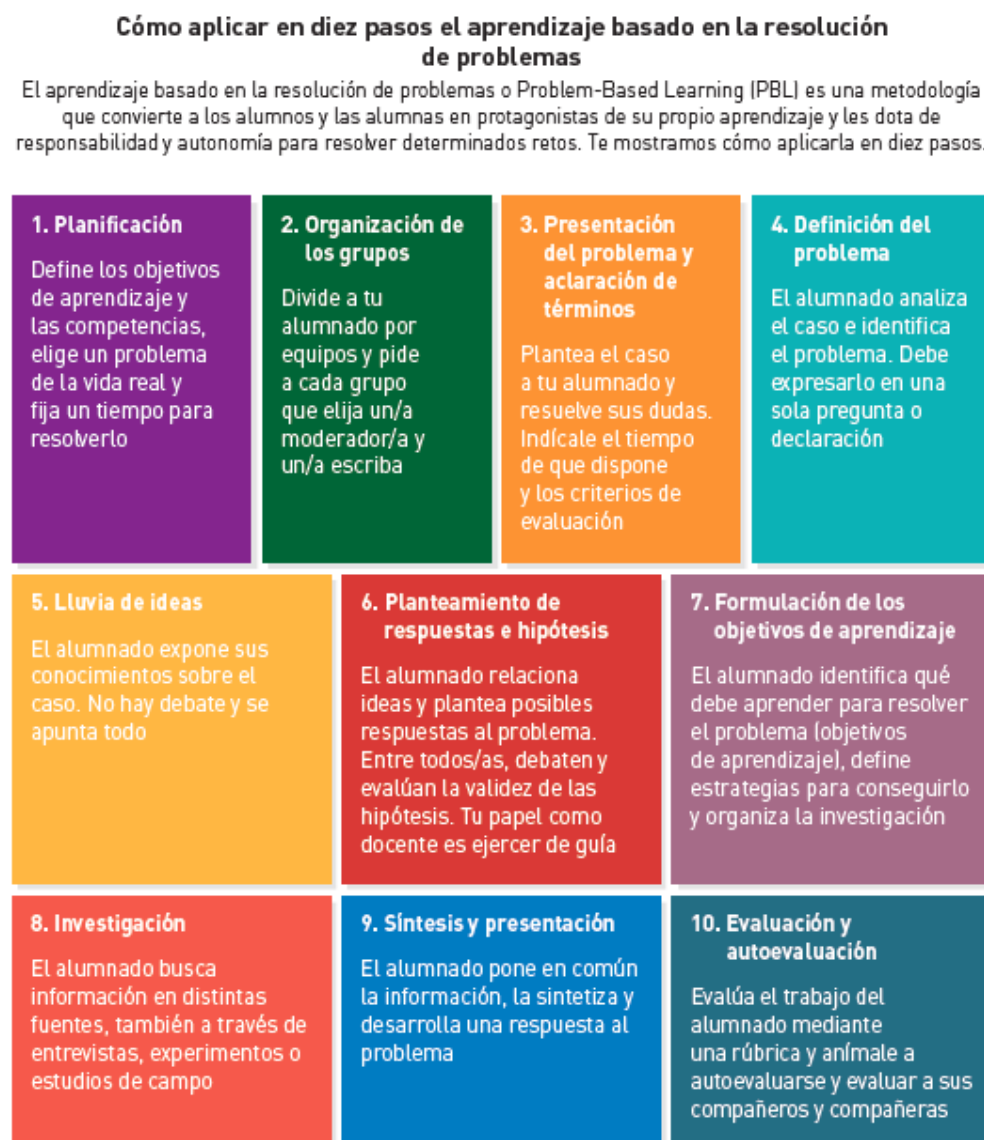 Cómo aplicar en diez pasos el aprendizaje basado en la resolución
de problemas
El aprendizaje basado en la resolución de problemas o Problem-Based Learning (PBL) es una metodología
que convierte a los alumnos y las alumnas en protagonistas de su propio aprendizaje y les dota de
responsabilidad y autonomía para resolver determinados retos. Te mostramos cómo aplicarla en diez pasos.
1. Planificación
Define los objetivos
de aprendizaje y
las competencias,
elige un problema
de la vida real y
fija un tiempo para
resolverlo
2. Organización de
los grupos
Divide a tu
alumnado por
equipos y pide
a cada grupo
que elija un/a
moderador/a y
un/a escriba
3. Presentación
del problema y
aclaración de
términos
Plantea el caso
a tu alumnado y
resuelve sus dudas.
Indícale el tiempo
de que dispone
y los criterios de
evaluación
4. Definición del
problema
El alumnado analiza
el caso e identifica
el problema. Debe
expresarlo en una
sola pregunta o
declaración
5. Lluvia de ideas
El alumnado expone sus
conocimientos sobre el
caso. No hay debate y se
apunta todo
6. Planteamiento de
respuestas e hipótesis
El alumnado relaciona
ideas y plantea posibles
respuestas al problema.
Entre todos/as, debaten y
evalúan la validez de las
hipótesis. Tu papel como
docente es ejercer de guía
7. Formulación de los
objetivos de aprendizaje
El alumnado identifica qué
debe aprender para resolver
el problema (objetivos
de aprendizaje), define
estrategias para conseguirlo
y organiza la investigación
8. Investigación
El alumnado busca
información en distintas
fuentes, también a través de
entrevistas, experimentos o
estudios de campo
9. Síntesis y presentación
El alumnado pone en común
la información, la sintetiza y
desarrolla una respuesta al
problema
10. Evaluación y
autoevaluación
Evalúa el trabajo del
alumnado mediante
una rúbrica y anímale a
autoevaluarse y evaluar a sus
compañeros y compañeras